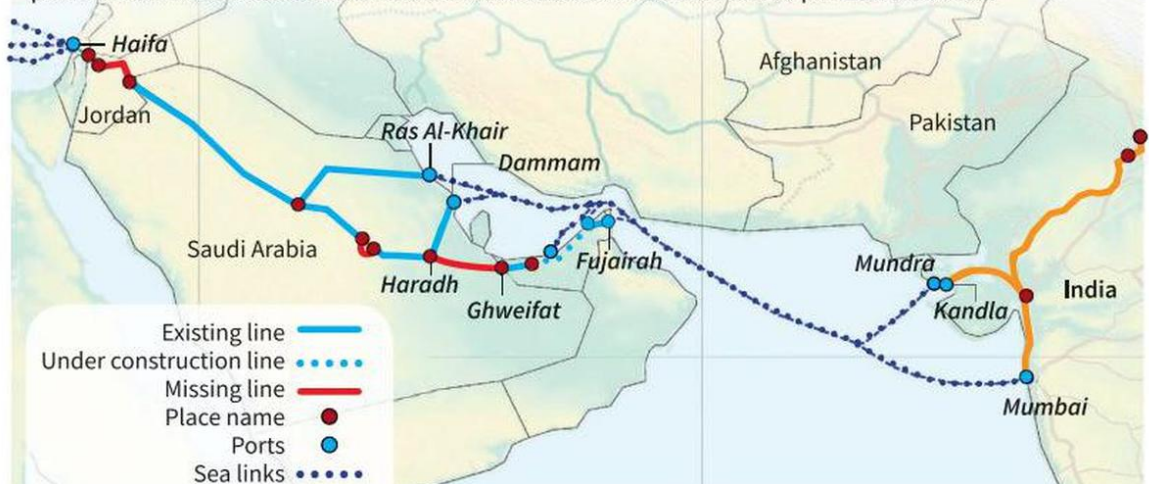 Haifa
Afghanistan
Jordan
Pakistan
Ras Al-Khair
Dammam
Saudi Arabia
Fujairah
Mundra
Haradh
India
Kandla
Ghweifat
Existing line
Under construction line
Missing line
Place name
Mumbai
Ports
Sea links